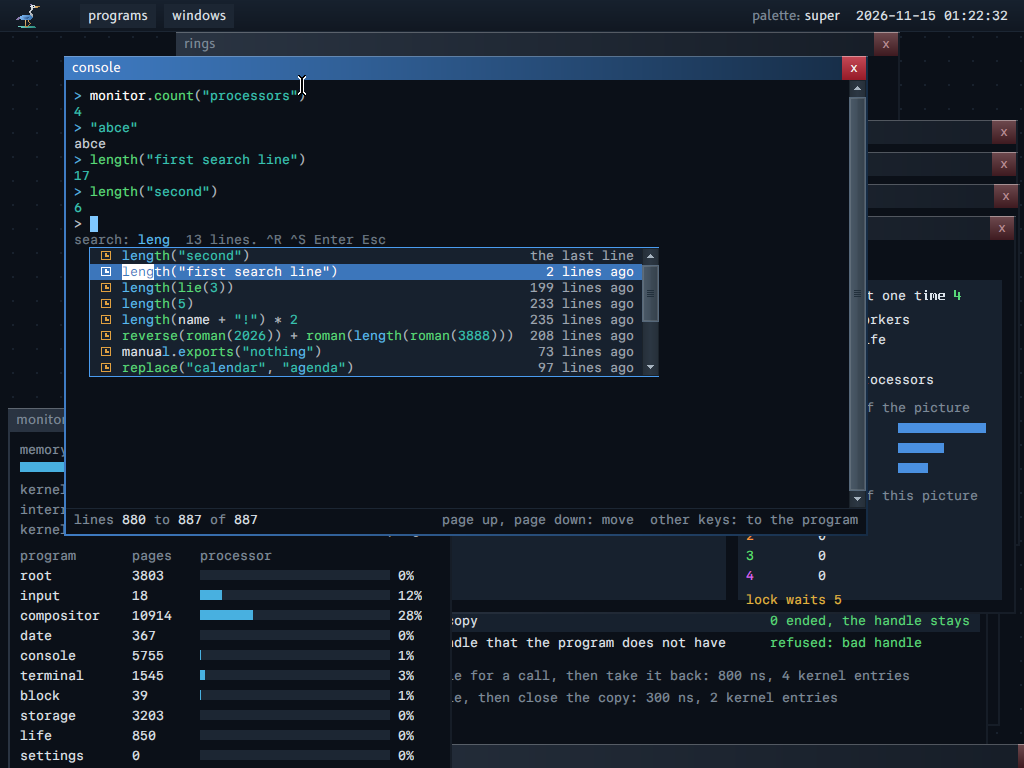 programs windows palette: super 2026-11-15 01:22:32
rings x
console x
> monitor.count("processors")
4
> "abce"
abce
> length("first search line")
17
> length("second")
6
>
search: leng 13 lines. ^R ^S Enter Esc
length("second") the last line
length("first search line") 2 lines ago
length(lie(3)) 199 lines ago
length(5) 233 lines ago
length(name + "!") * 2 235 lines ago
reverse(roman(2026)) + roman(length(roman(3888))) 208 lines ago
manual.exports("nothing") 73 lines ago
replace("calendar", "agenda") 97 lines ago
lines 880 to 887 of 887 page up, page down: move other keys: to the program
x
x
x
x
t one time 4
rkers
fe
rocessors
f the picture
f this picture
2 0
3 0
4 0
lock waits 5
monitor
memory
kernel
inter
kernel
program pages processor
root 3803 0%
input 18 12%
compositor 10914 28%
date 367 0%
console 5755 1%
terminal 1545 3%
block 39 1%
storage 3203 0%
life 850 0%
settings 0 0%
copy 0 ended, the handle stays
ndle that the program does not have refused: bad handle
le for a call, then take it back: 800 ns, 4 kernel entries
le, then close the copy: 300 ns, 2 kernel entries
x